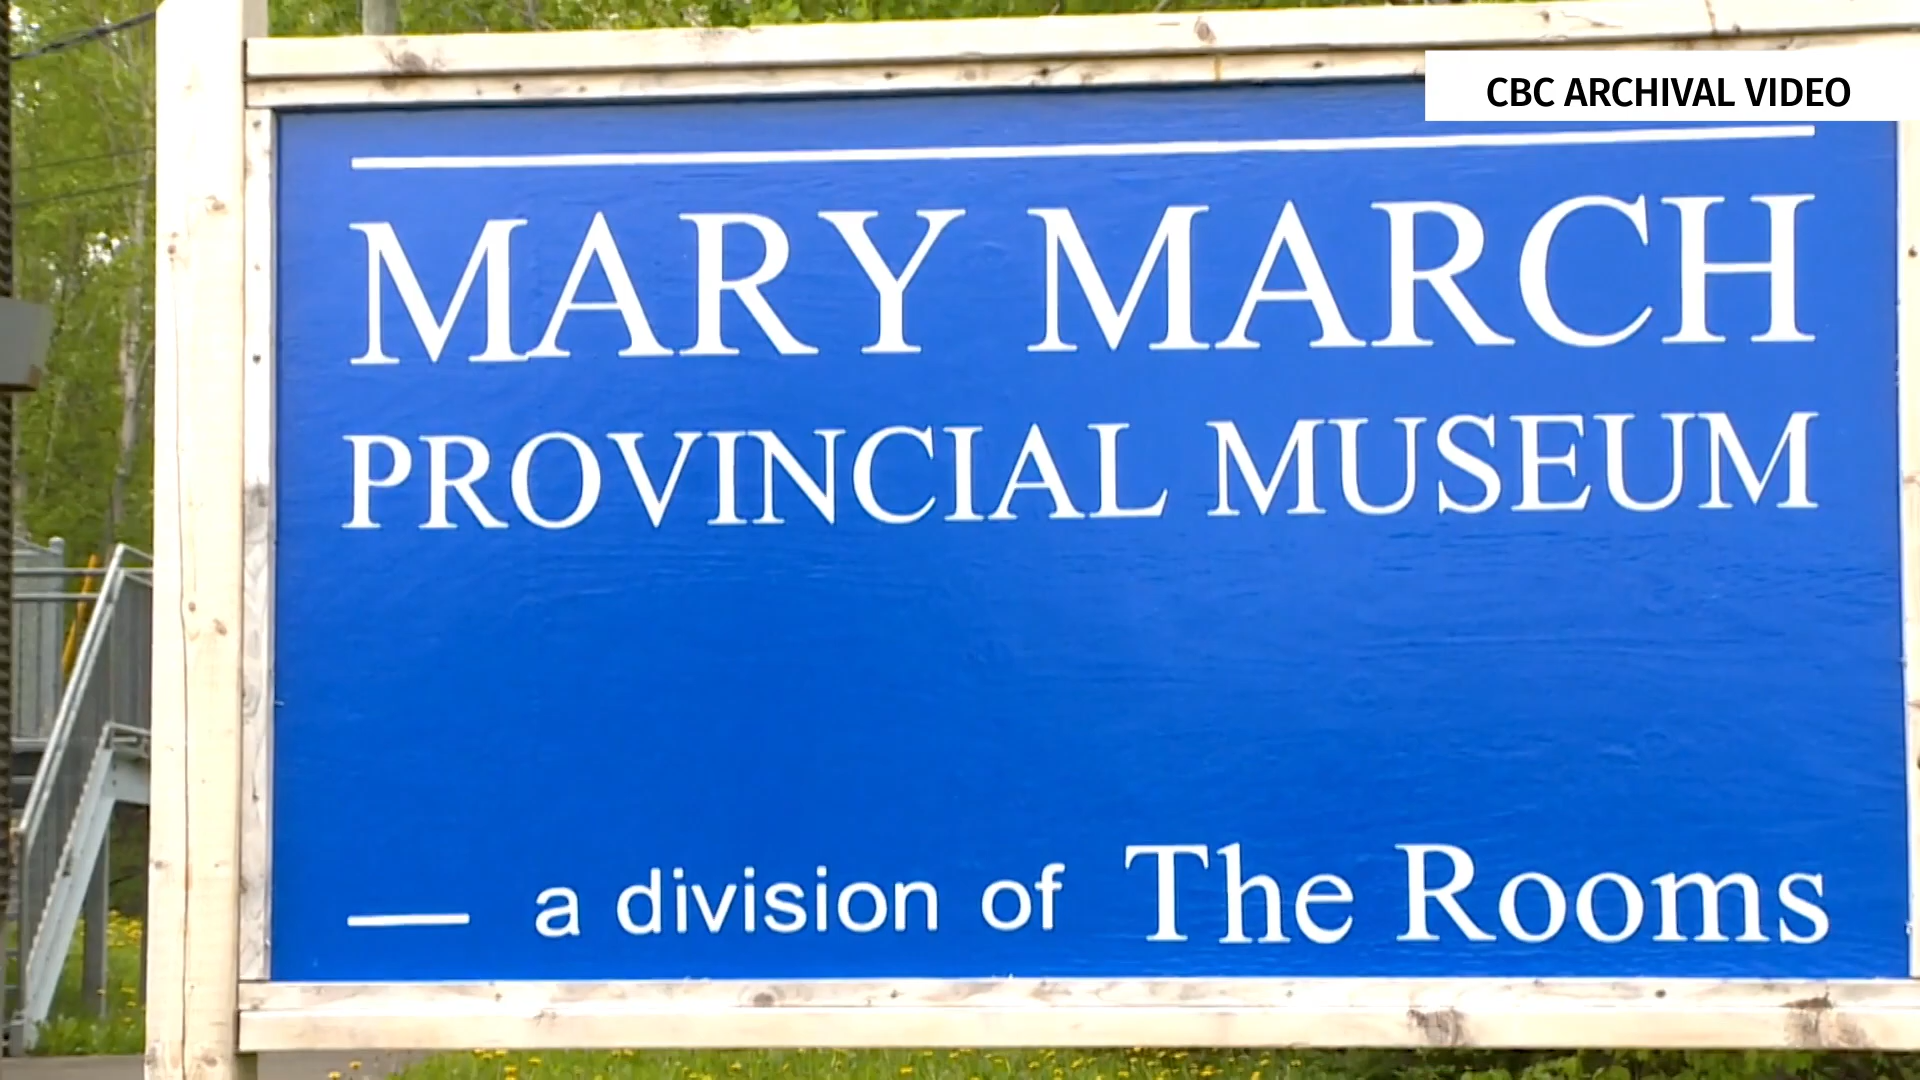 CBC ARCHIVAL VIDEO
MARY MARCH
PROVINCIAL MUSEUM
a division of The Rooms